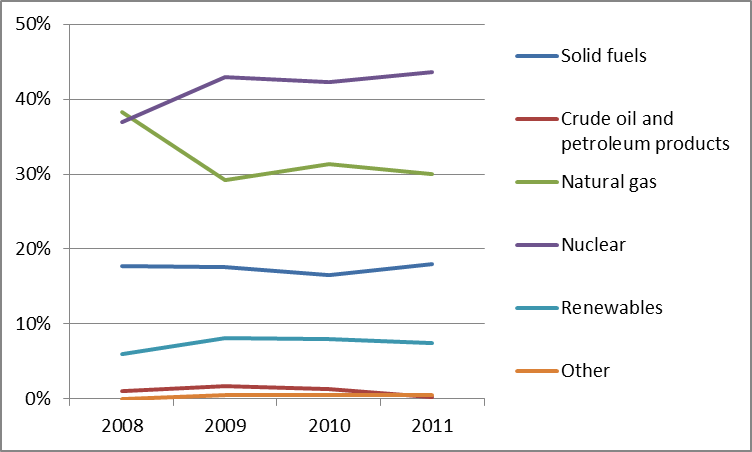 50%
40%
30%
20%
10%
0%
2008 2009 2010 2011
Solid fuels
Crude oil and
petroleum products
Natural gas
Nuclear
Renewables
Other